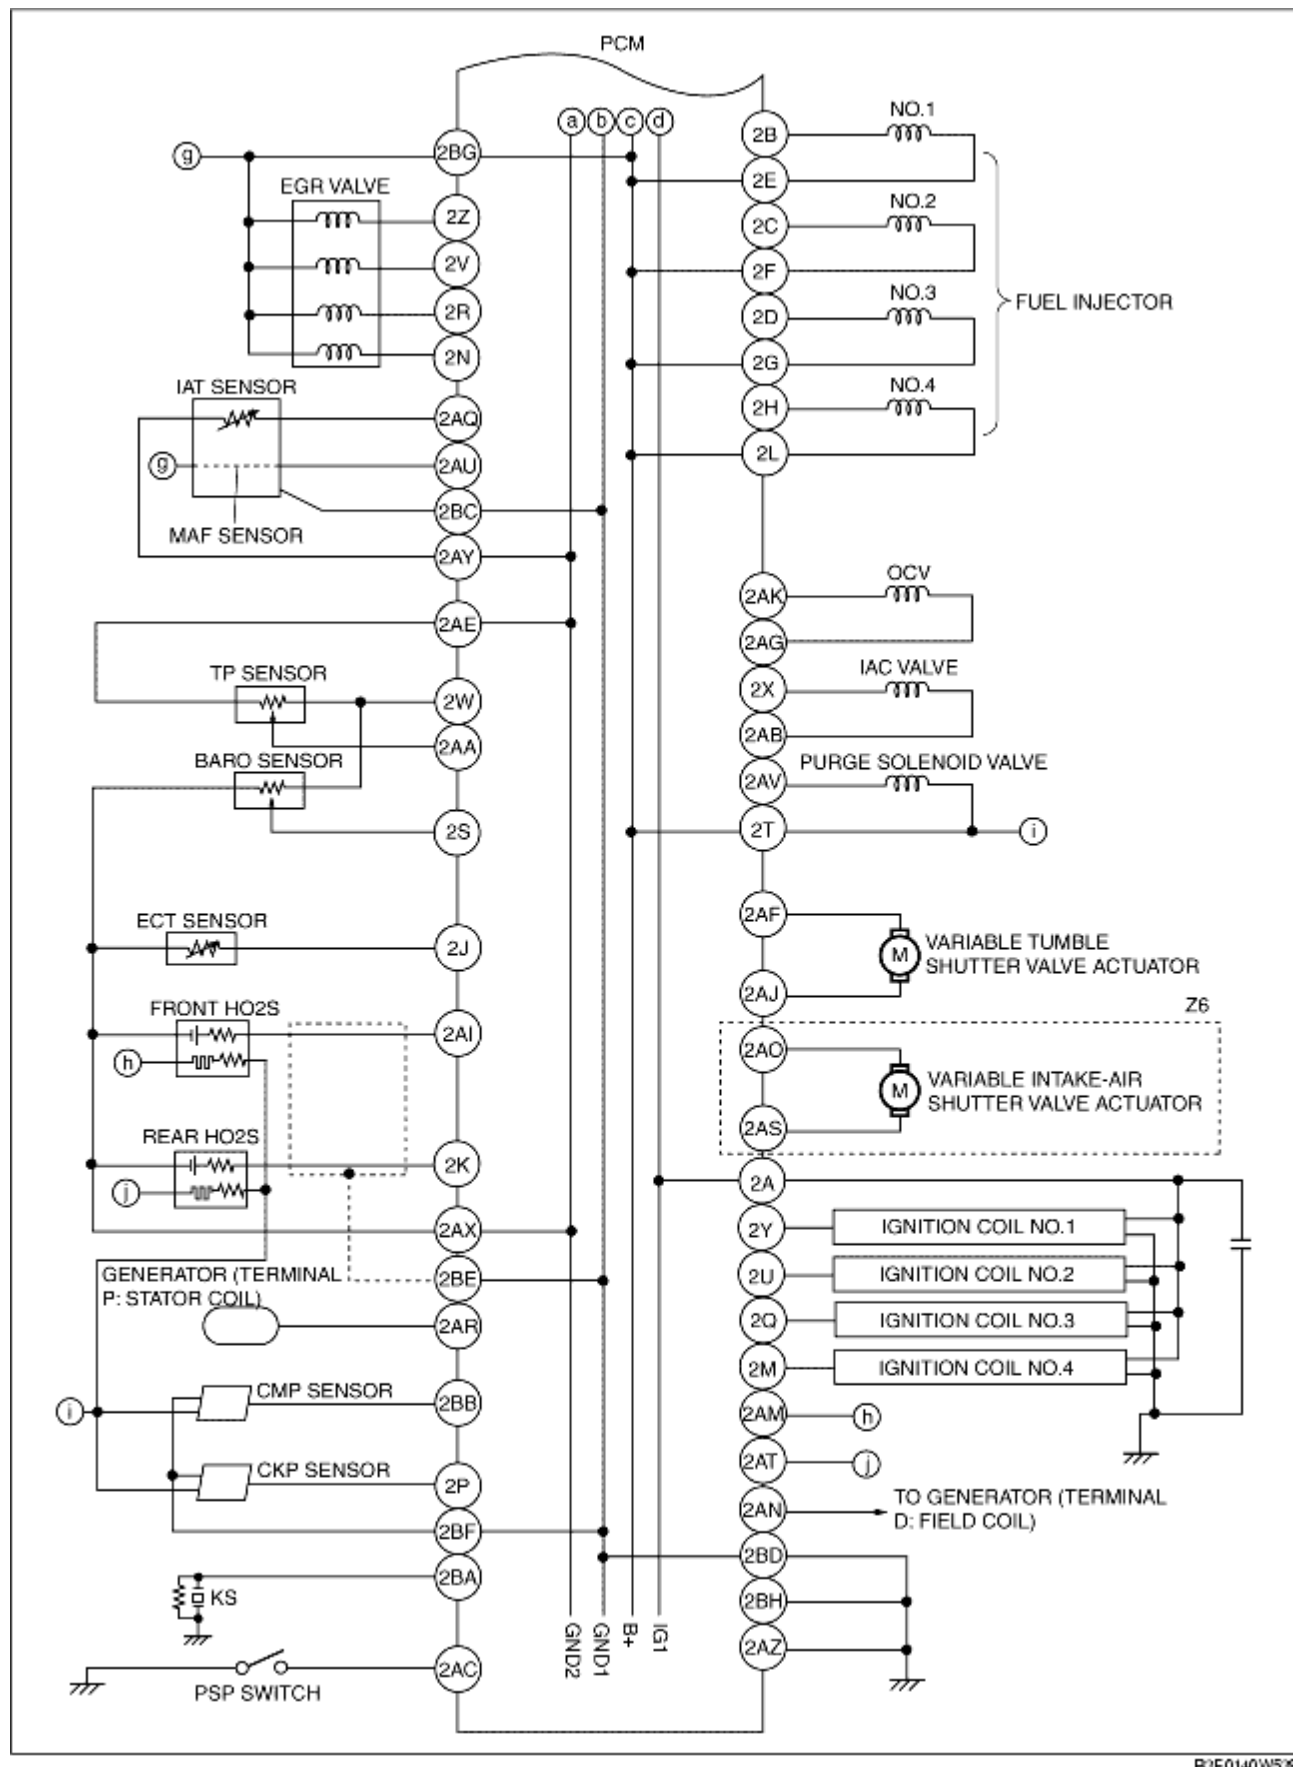 PCM
a
b
c
d
g
2BG
EGR VALVE
2Z
2V
2R
2N
IAT SENSOR
2AQ
g
2AU
2BC
MAF SENSOR
2AY
2AE
TP SENSOR
2W
2AA
BARO SENSOR
2S
ECT SENSOR
2J
FRONT HO2S
2AI
h
REAR HO2S
2K
j
2AX
GENERATOR (TERMINAL
P: STATOR COIL)
2BE
2AR
CMP SENSOR
2BB
i
CKP SENSOR
2P
2BF
2BA
KS
2AC
PSP SWITCH
GND2
GND1
B+
IG1
2B
NO.1
2E
2C
NO.2
2F
FUEL INJECTOR
2D
NO.3
2G
2H
NO.4
2L
OCV
2AK
2AG
IAC VALVE
2X
2AB
PURGE SOLENOID VALVE
2AV
2T
i
2AF
M
VARIABLE TUMBLE
SHUTTER VALVE ACTUATOR
2AJ
Z6
2AO
M
VARIABLE INTAKE-AIR
SHUTTER VALVE ACTUATOR
2AS
2A
2Y
IGNITION COIL NO.1
2U
IGNITION COIL NO.2
2Q
IGNITION COIL NO.3
2M
IGNITION COIL NO.4
2AM
h
2AT
j
2AN
TO GENERATOR (TERMINAL
D: FIELD COIL)
2BD
2BH
2AZ